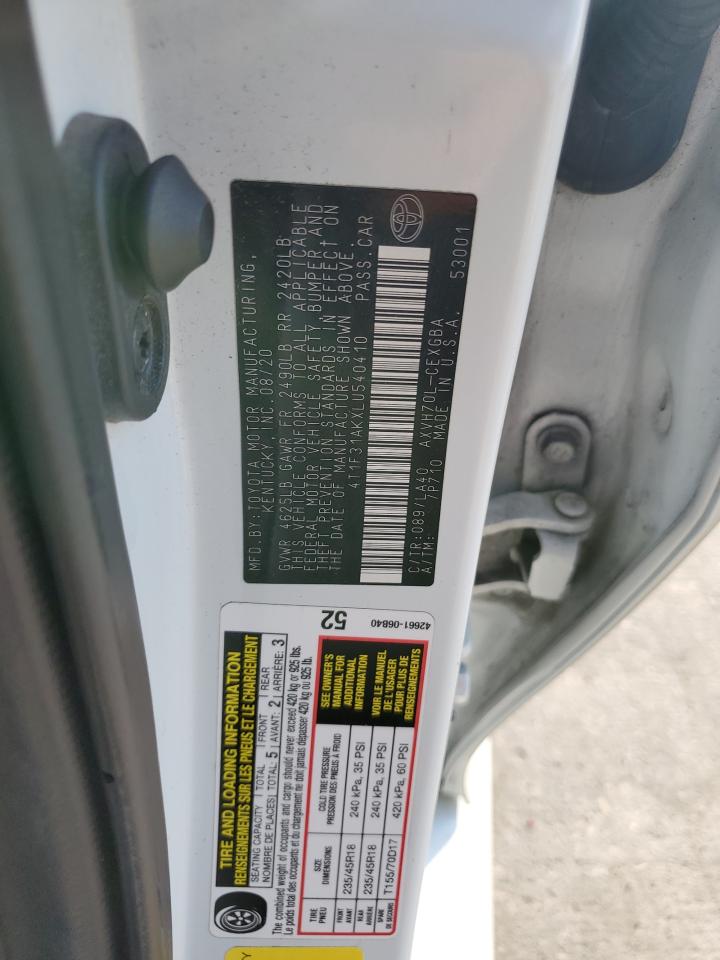 MFD.BY:TOYOTA MOTOR MANUFACTURING,
KENTUCKY, INC. 08/20
GVWR 4625LB GAWR FR 2490LB RR 2420LB
THIS VEHICLE CONFORMS TO ALL APPLICABLE
FEDERAL MOTOR VEHICLE SAFETY, BUMPER AND
THEFT PREVENTION STANDARDS IN EFFECT ON
THE DATE OF MANUFACTURE SHOWN ABOVE.
4T1F31AKXLU540410 PASS.CAR
C/TR:089/LA40 AXVH70L-CEXGBA
A/TM: 7P710 MADE IN U.S.A. 53001
TIRE AND LOADING INFORMATION
RENSEIGNEMENTS SUR LES PNEUS ET LE CHARGEMENT
SEATING CAPACITY TOTAL FRONT REAR
NOMBRE DE PLACES TOTAL: 5 AVANT: 2 ARRIÈRE: 3
The combined weight of occupants and cargo should never exceed 420 kg or 925 lbs.
Le poids total des occupants et du chargement ne doit jamais dépasser 420 kg ou 925 lb.
TIRE SIZE COLD TIRE PRESSURE
PNEU DIMENSIONS PRESSION DES PNEUS À FROID
FRONT 235/45R18 240 kPa, 35 PSI
AVANT
REAR 235/45R18 240 kPa, 35 PSI
ARRIÈRE
SPARE T155/70D17 420 kPa, 60 PSI
DE SECOURS
SEE OWNER'S
MANUAL FOR
ADDITIONAL
INFORMATION
VOIR LE MANUEL
DE L'USAGER
POUR PLUS DE
RENSEIGNEMENTS
52
42661-06B40